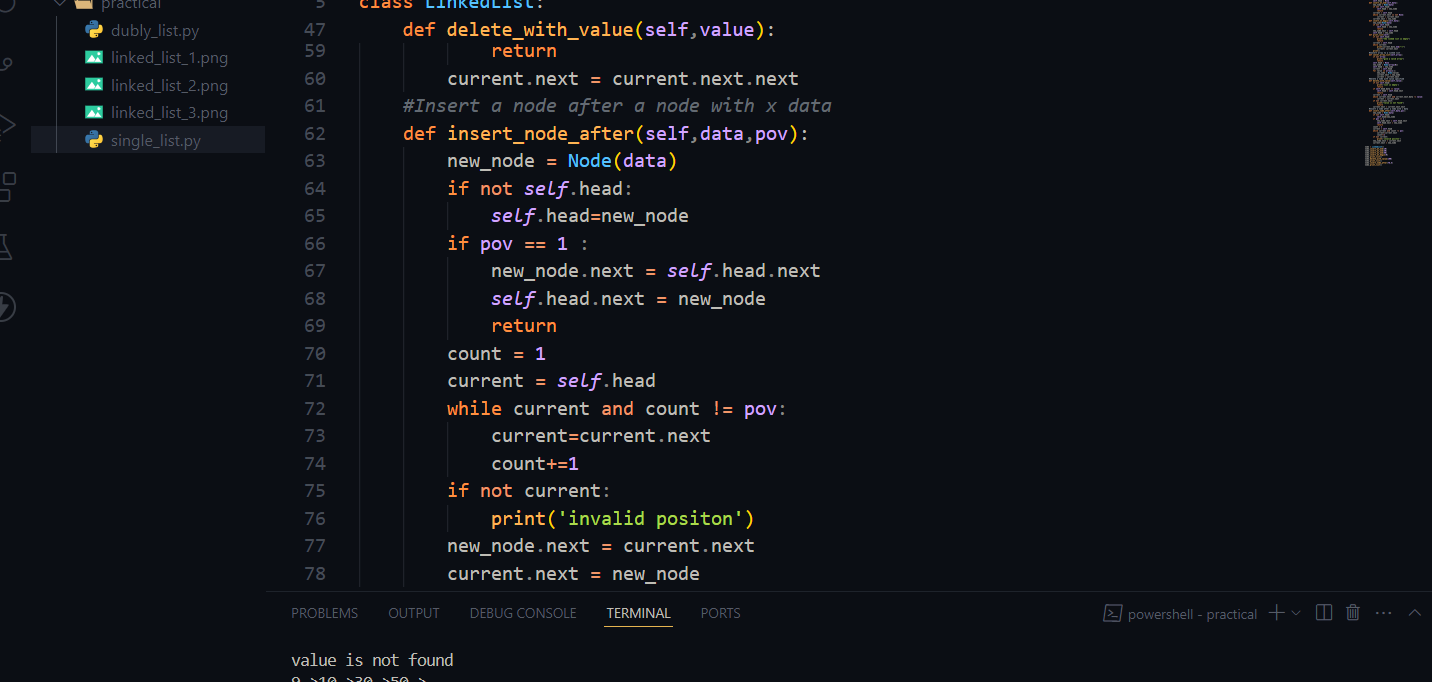 practical
dubly_list.py
linked_list_1.png
linked_list_2.png
linked_list_3.png
single_list.py
5 class LinkedList:
47 def delete_with_value(self,value):
59 return
60 current.next = current.next.next
61 #Insert a node after a node with x data
62 def insert_node_after(self,data,pov):
63 new_node = Node(data)
64 if not self.head:
65 self.head=new_node
66 if pov == 1 :
67 new_node.next = self.head.next
68 self.head.next = new_node
69 return
70 count = 1
71 current = self.head
72 while current and count != pov:
73 current=current.next
74 count+=1
75 if not current:
76 print('invalid positon')
77 new_node.next = current.next
78 current.next = new_node
PROBLEMS OUTPUT DEBUG CONSOLE TERMINAL PORTS powershell - practical
value is not found
9->10->30->50->